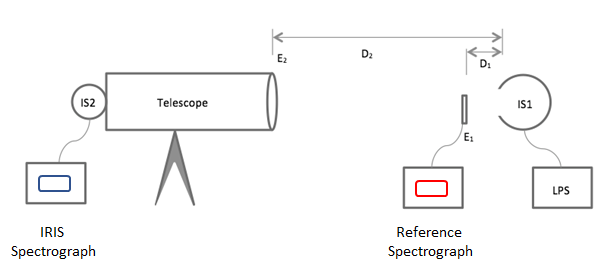 E2
D2
D1
IS2
Telescope
IS1
E1
LPS
IRIS
Spectrograph
Reference
Spectrograph